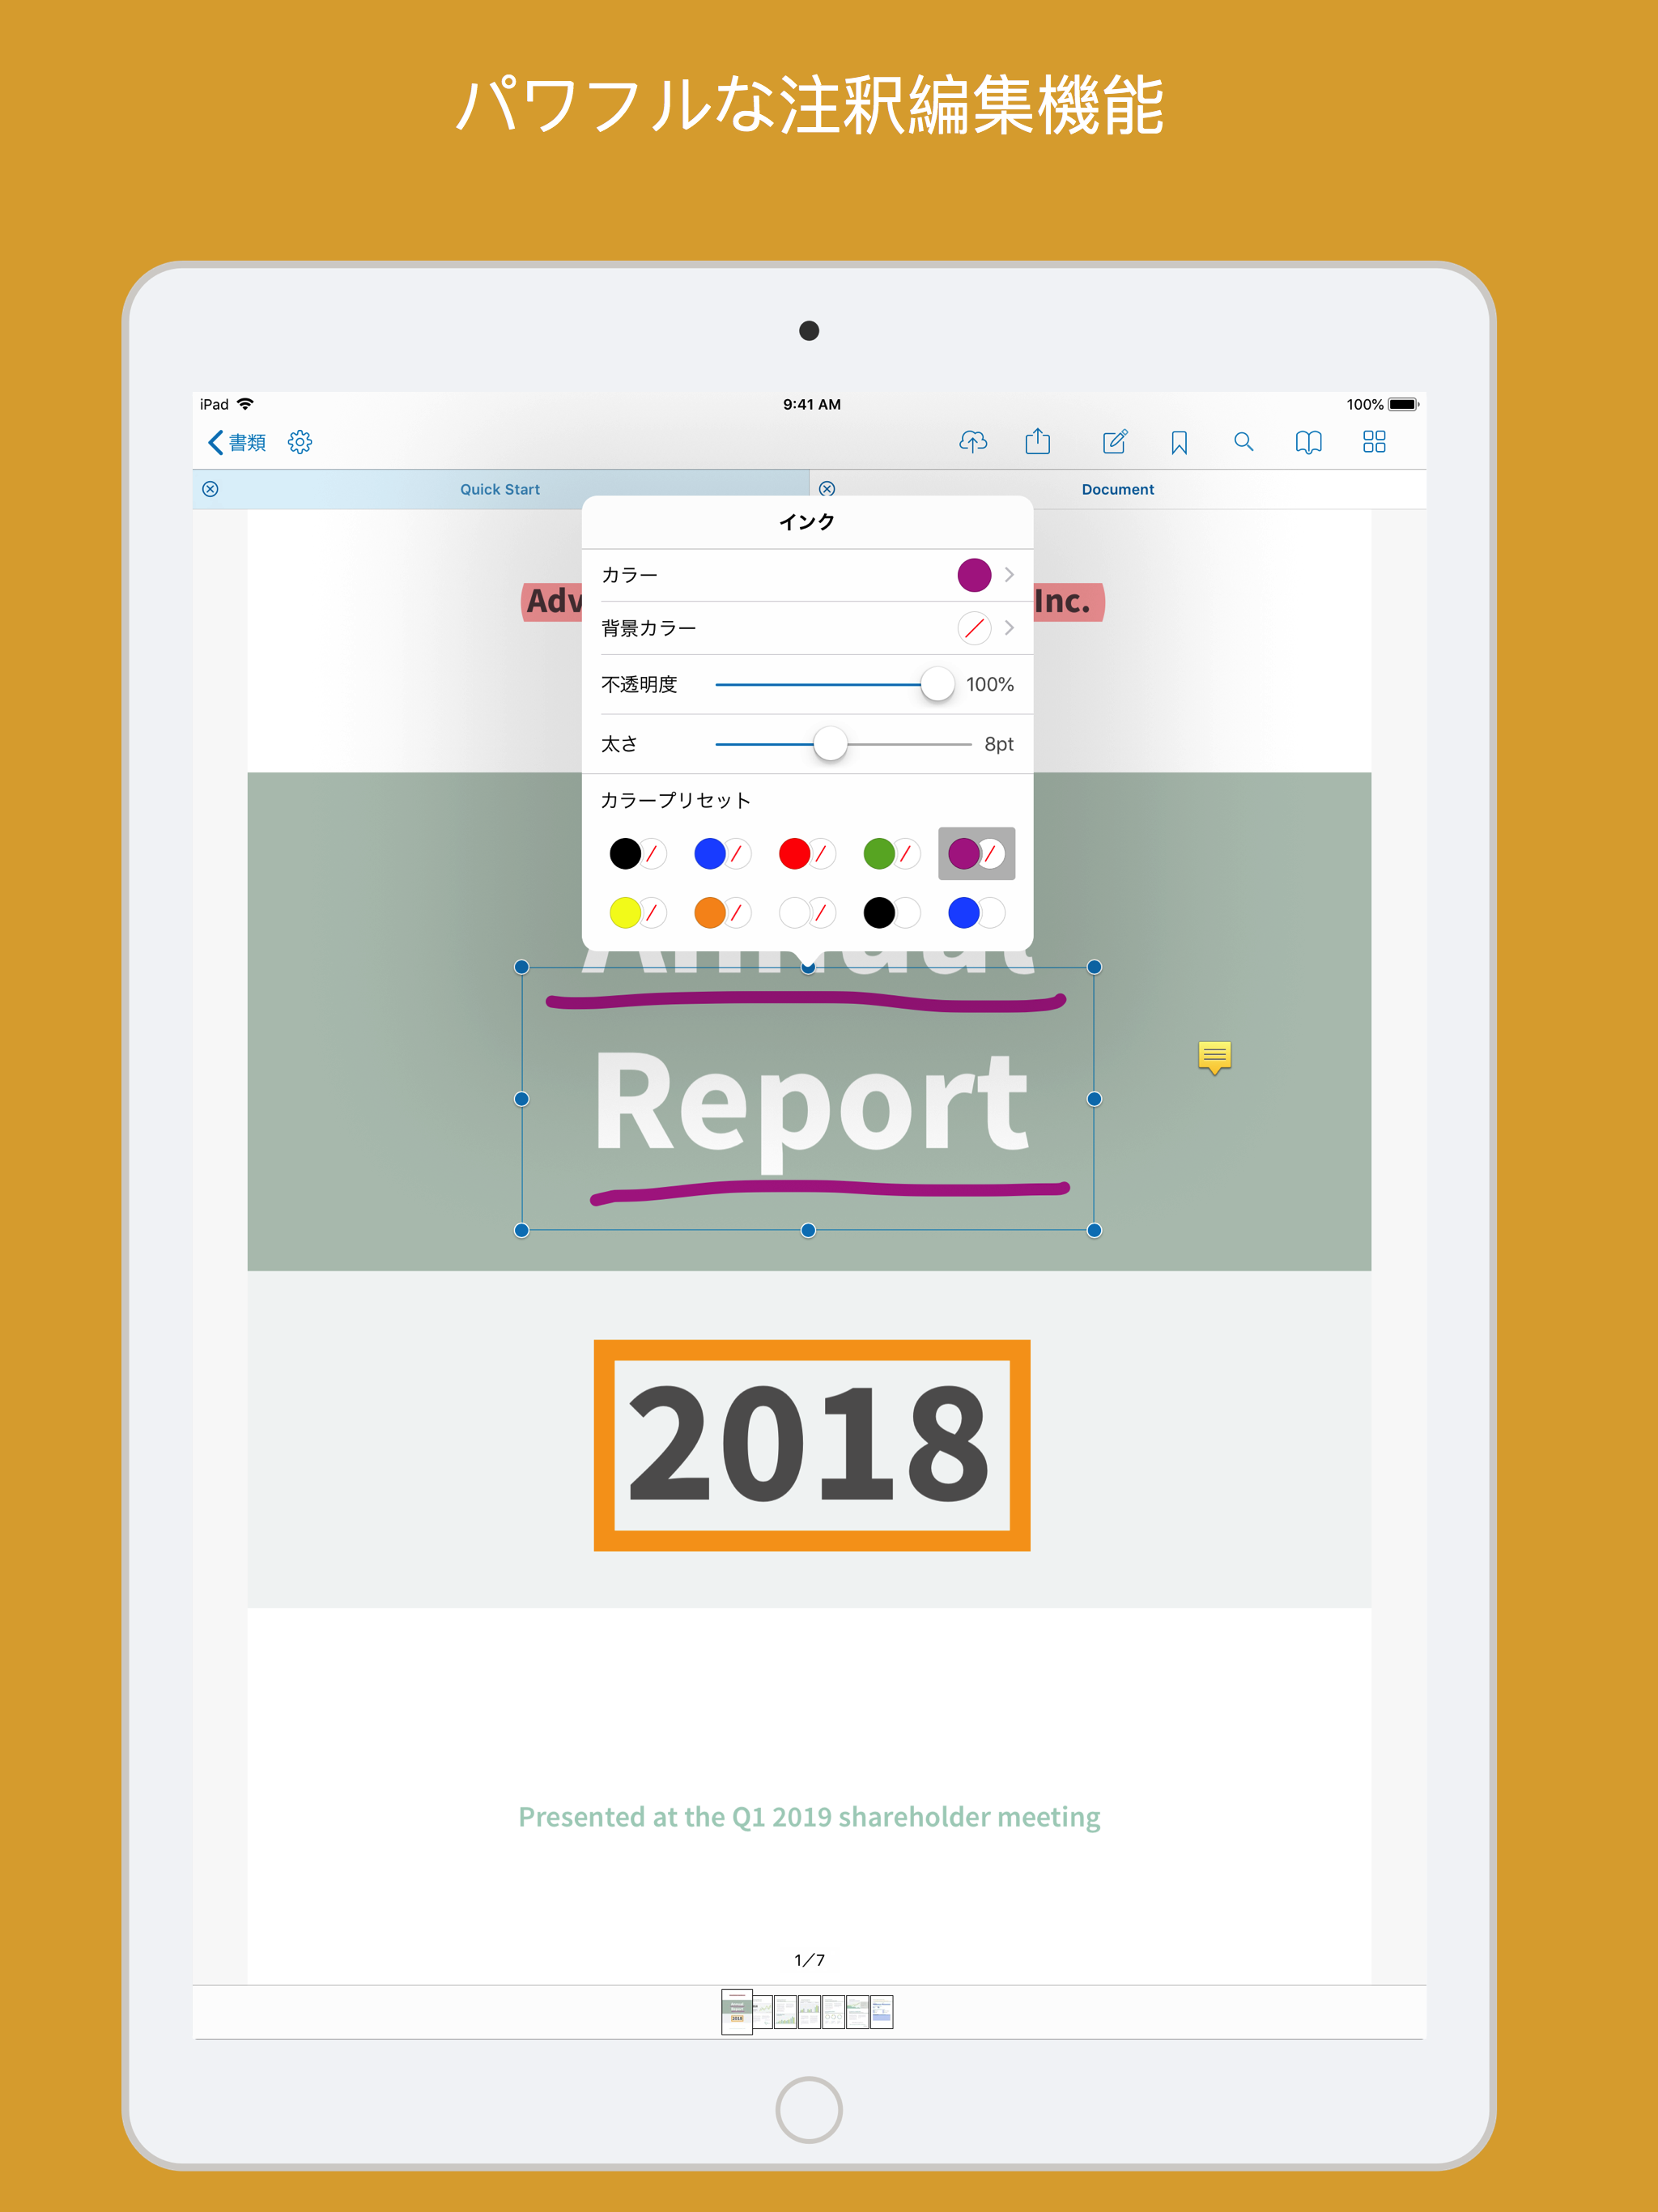 パワフルな注釈編集機能
iPad 9:41 AM 100%
書類
Quick Start Document
インク
Adv Inc.
カラー
背景カラー
不透明度 100%
太さ 8pt
カラープリセット
Report
2018
Presented at the Q1 2019 shareholder meeting
1/7